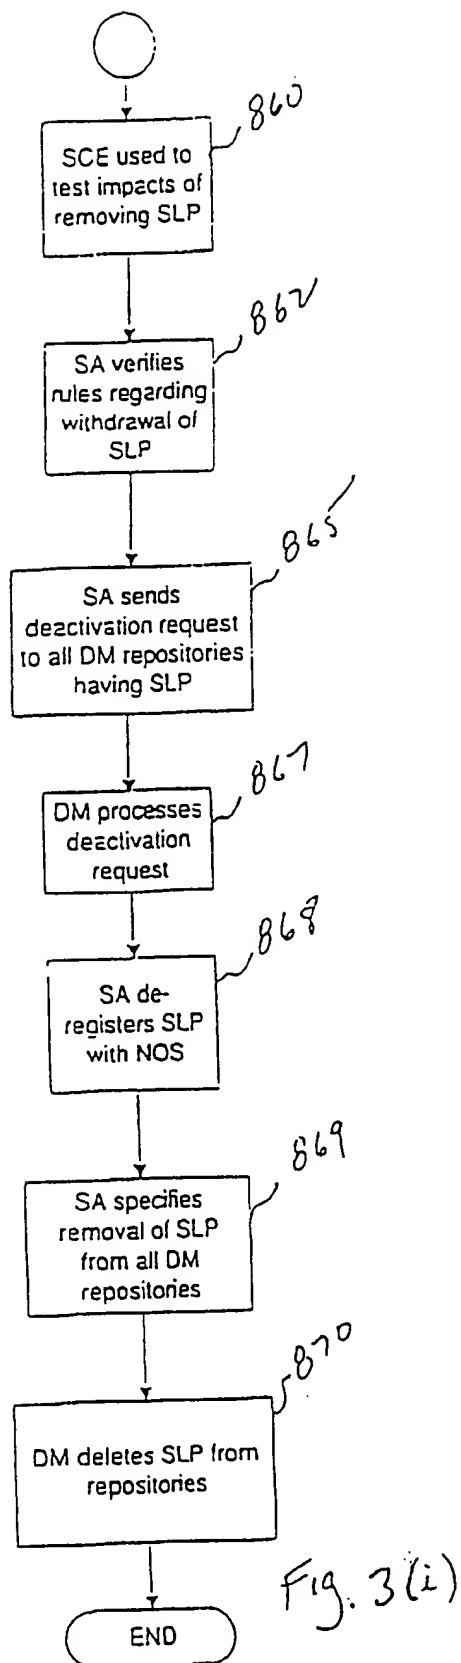 860
SCE used to
test impacts of
removing SLP
862
SA verifies
rules regarding
withdrawal of
SLP
865
SA sends
deactivation request
to all DM repositories
having SLP
867
DM processes
deactivation
request
868
SA de-
registers SLP
with NOS
869
SA specifies
removal of SLP
from all DM
repositories
870
DM deletes SLP from
repositories
END
Fig. 3(i)